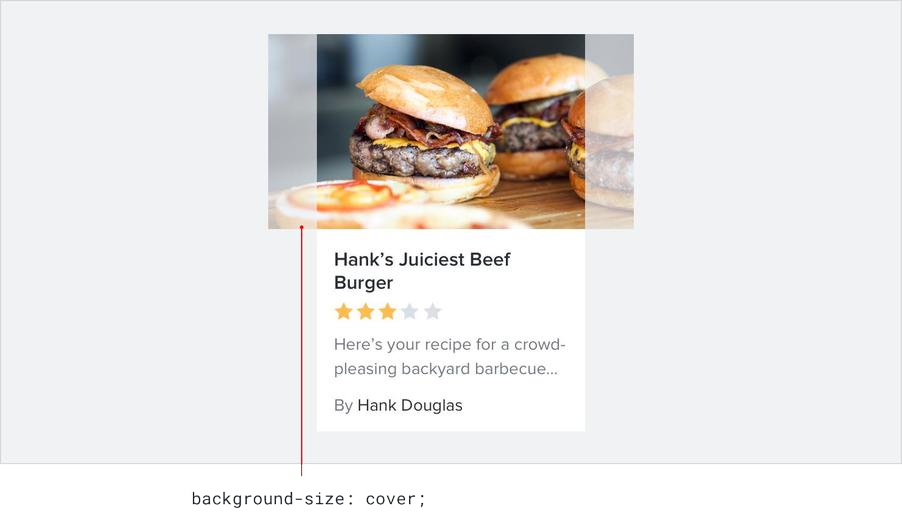 Hank’s Juiciest Beef
Burger
Here’s your recipe for a crowd-
pleasing backyard barbecue...
By Hank Douglas
background-size: cover;